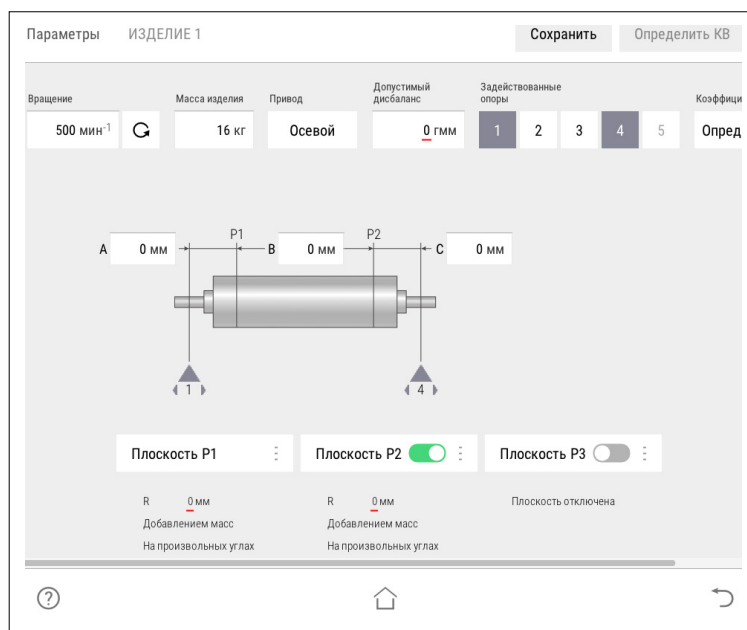 Параметры ИЗДЕЛИЕ 1 Сохранить Определить КВ
Допустимый Задействованные
Вращение Масса изделия Привод дисбаланс опоры Коэффици
500 мин-1 16 кг Осевой 0 гмм 1 2 3 4 5 Опред
P1 P2
A 0 мм B 0 мм C 0 мм
1 4
Плоскость P1 Плоскость P2 Плоскость P3
R 0 мм R 0 мм Плоскость отключена
Добавлением масс Добавлением масс
На произвольных углах На произвольных углах
?